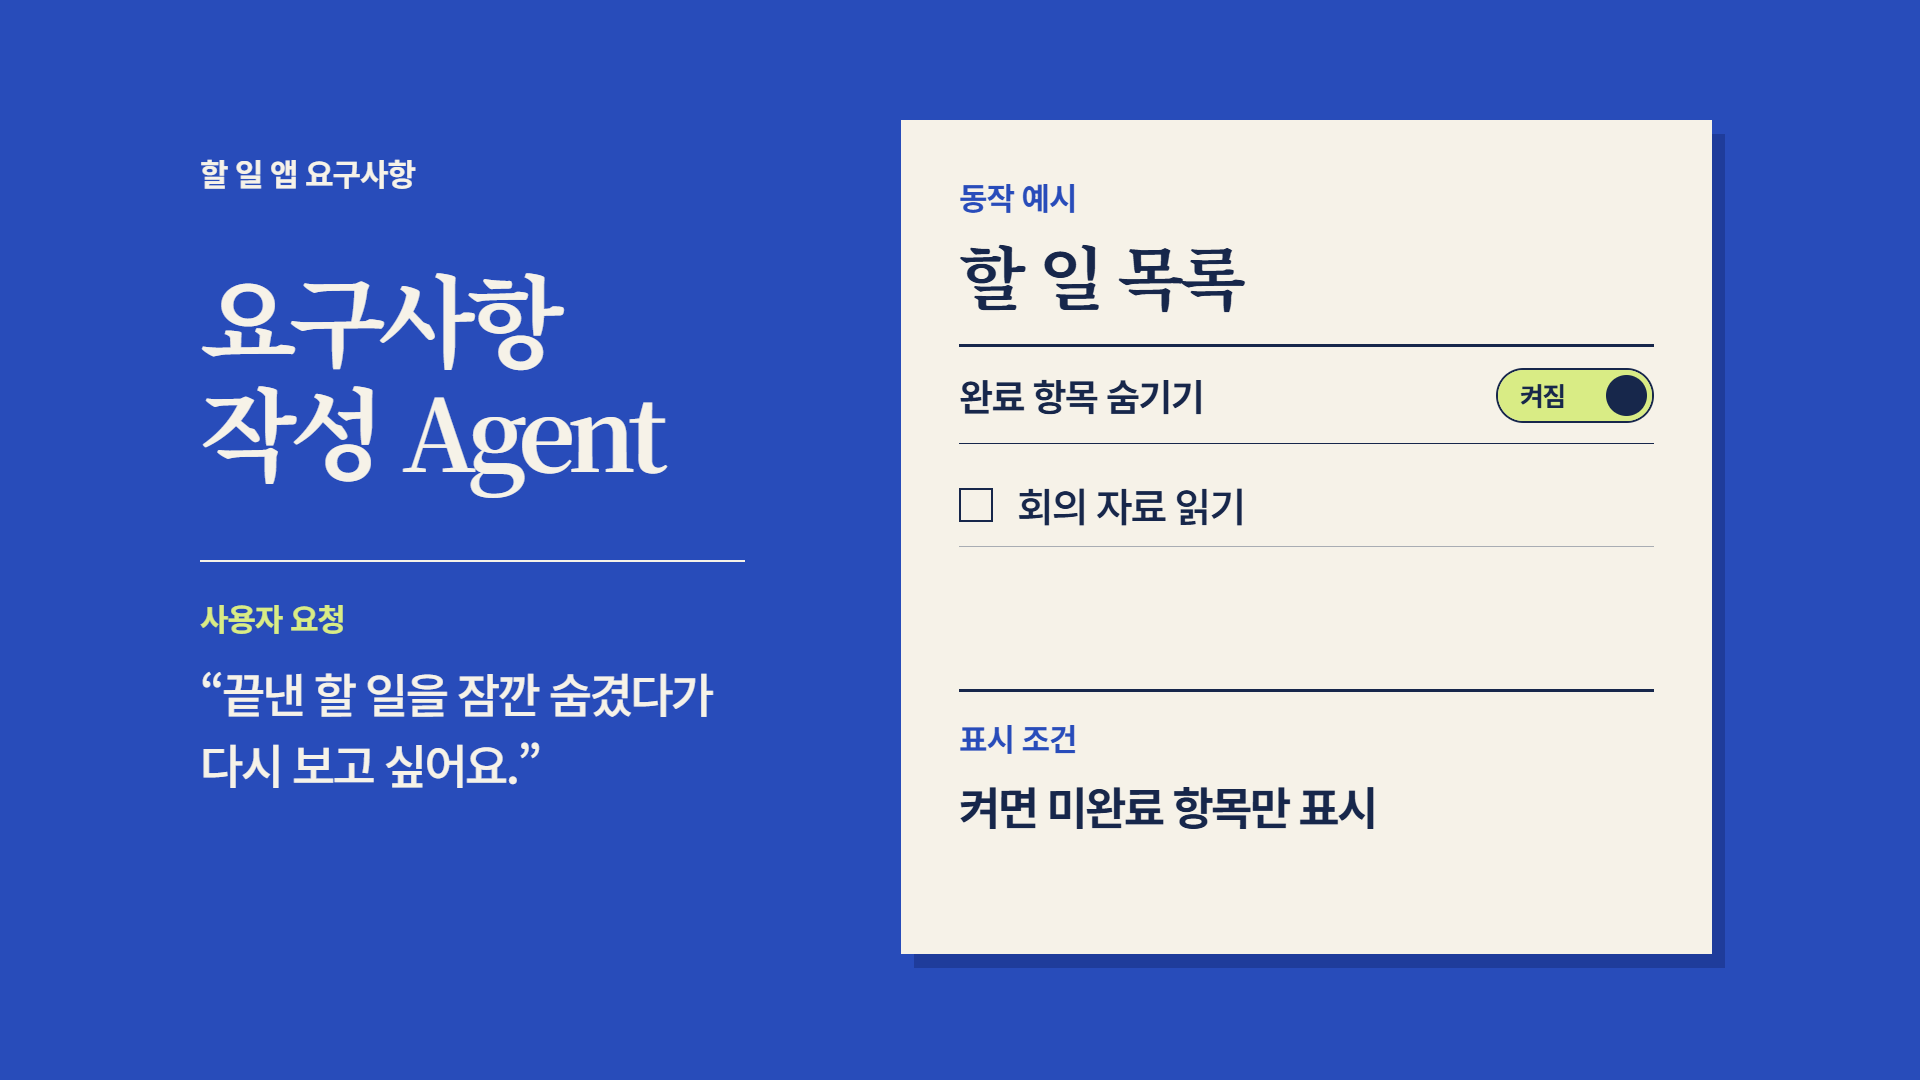 할 일 앱 요구사항
요구사항
작성 Agent
사용자 요청
“끝낸 할 일을 잠깐 숨겼다가
다시 보고 싶어요.”
동작 예시
할 일 목록
완료 항목 숨기기
켜짐
회의 자료 읽기
표시 조건
켜면 미완료 항목만 표시